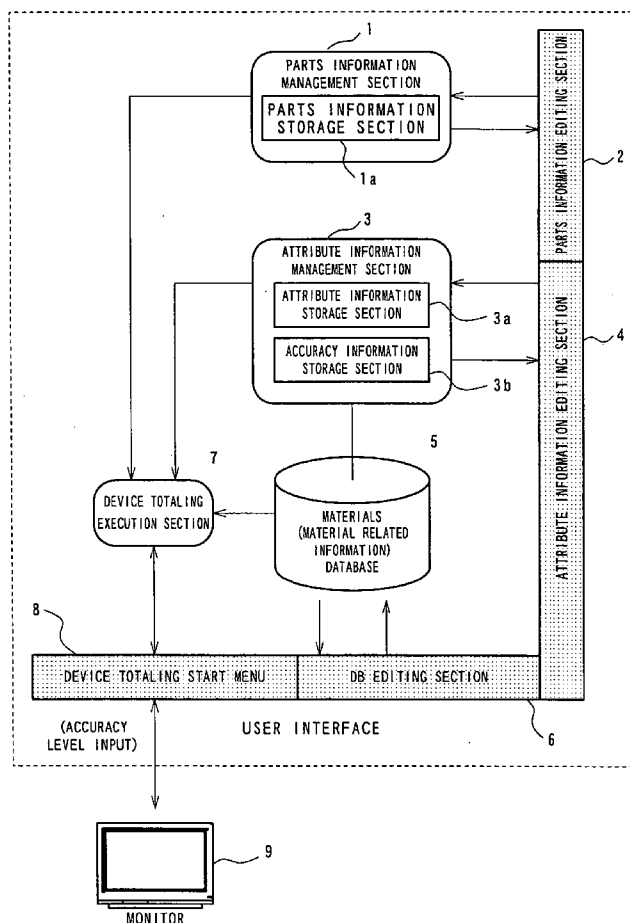 1
PARTS INFORMATION
MANAGEMENT SECTION
PARTS INFORMATION
STORAGE SECTION
1a
PARTS INFORMATION EDITING SECTION
2
3
ATTRIBUTE INFORMATION
MANAGEMENT SECTION
ATTRIBUTE INFORMATION
STORAGE SECTION
3a
ACCURACY INFORMATION
STORAGE SECTION
3b
ATTRIBUTE INFORMATION EDITING SECTION
4
7
DEVICE TOTALING
EXECUTION SECTION
5
MATERIALS
(MATERIAL RELATED
INFORMATION)
DATABASE
8
DEVICE TOTALING START MENU
DB EDITING SECTION
6
(ACCURACY
LEVEL INPUT)
USER INTERFACE
9
MONITOR